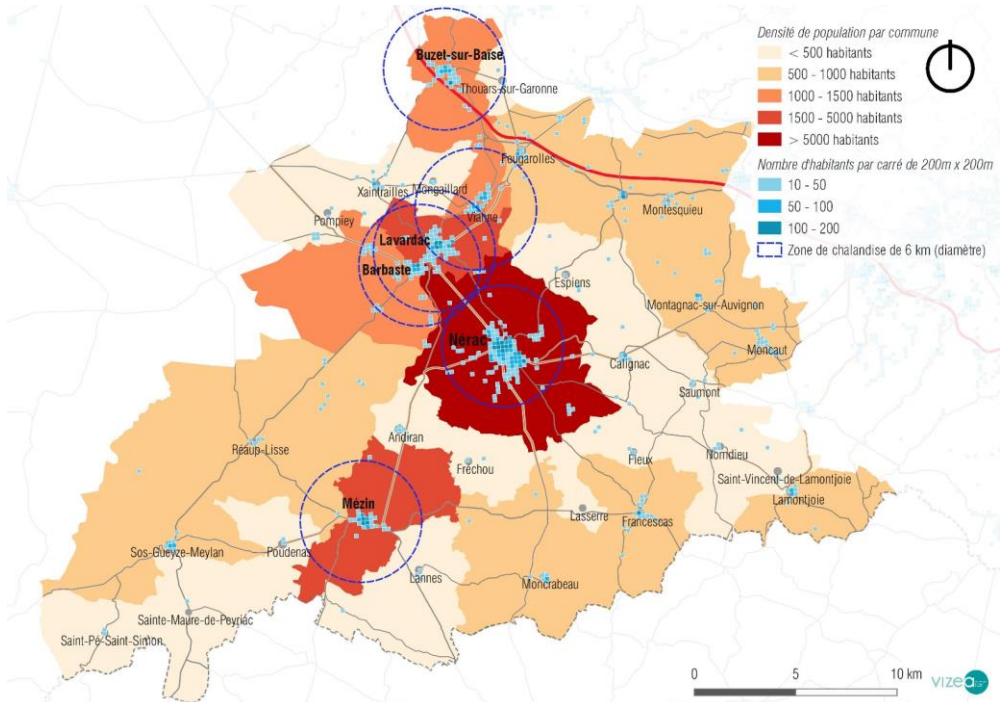 Densité de population par commune
< 500 habitants
500 - 1000 habitants
1000 - 1500 habitants
1500 - 5000 habitants
> 5000 habitants
Nombre d'habitants par carré de 200m x 200m
10 - 50
50 - 100
100 - 200
Zone de chalandise de 6 km (diamètre)
Buzet-sur-Baïse
Thouars-sur-Garonne
Fougarolles
Xaintrailles
Mongaillard
Montesquieu
Pompiey
Vianne
Lavardac
Barbaste
Espiens
Montagnac-sur-Auvignon
Nérac
Moncaut
Calignac
Saumont
Andiran
Réaup-Lisse
Nomdieu
Fieux
Fréchou
Saint-Vincent-de-Lamontjoie
Lamontjoie
Mézin
Lasserre
Francescas
Sos-Gueyze-Meylan
Poudenas
Lannes
Moncrabeau
Sainte-Maure-de-Peyriac
Saint-Pé-Saint-Simon
0 5 10 km
vizea